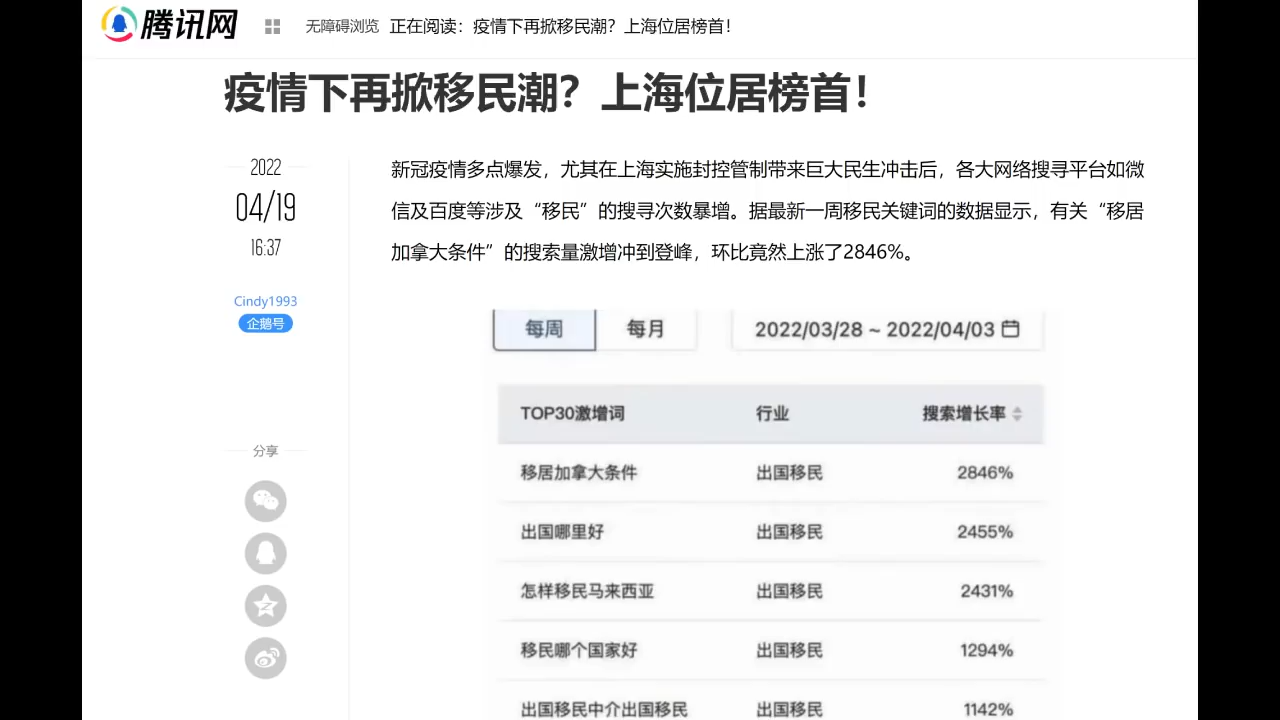 腾讯网 无障碍浏览 正在阅读：疫情下再掀移民潮？上海位居榜首！
疫情下再掀移民潮？上海位居榜首！
2022
04/19
16:37
Cindy1993
企鹅号
分享
新冠疫情多点爆发，尤其在上海实施封控管制带来巨大民生冲击后，各大网络搜寻平台如微
信及百度等涉及“移民”的搜寻次数暴增。据最新一周移民关键词的数据显示，有关“移居
加拿大条件”的搜索量激增冲到登峰，环比竟然上涨了2846%。
每周 每月 2022/03/28 ~ 2022/04/03
TOP30激增词 行业 搜索增长率
移居加拿大条件 出国移民 2846%
出国哪里好 出国移民 2455%
怎样移民马来西亚 出国移民 2431%
移民哪个国家好 出国移民 1294%
出国移民中介出国移民 出国移民 1142%